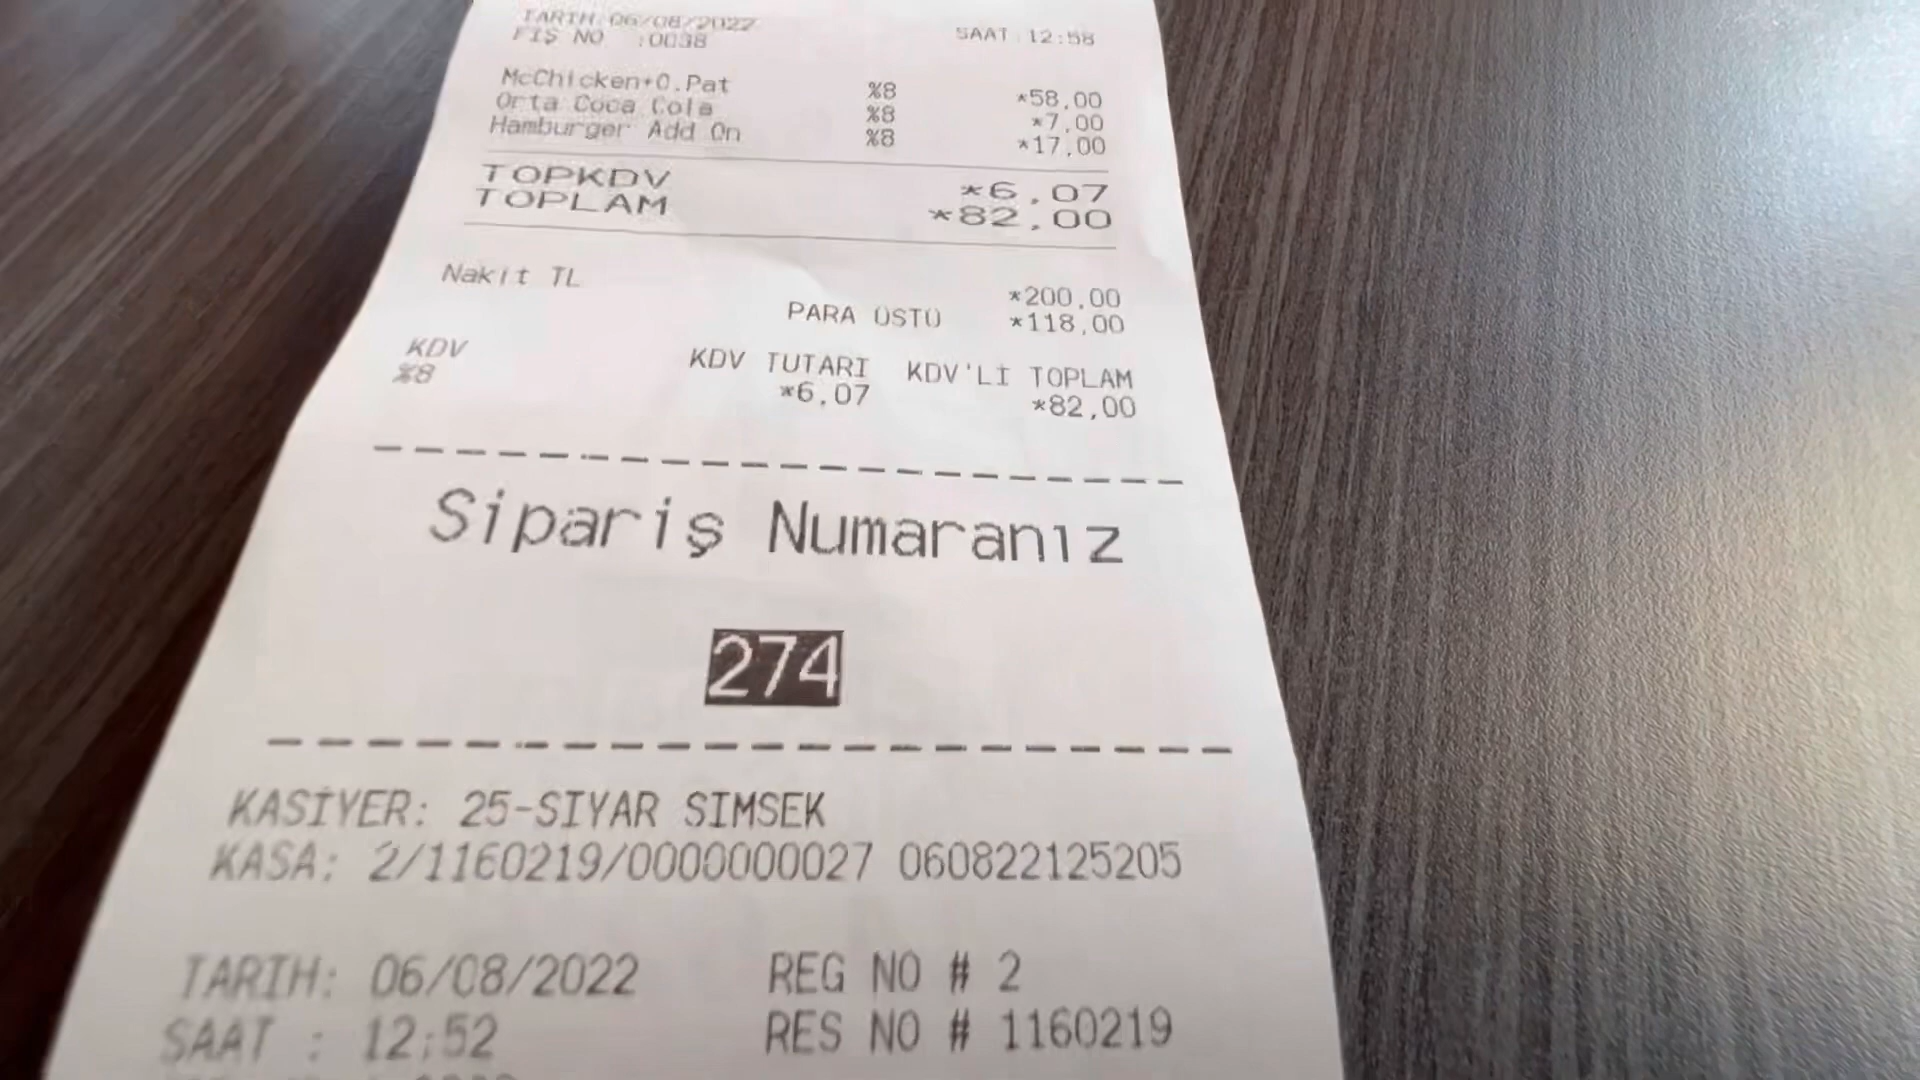 TARİH:06/08/2022 SAAT:12:58
FİŞ NO :0038
McChicken+O.Pat %8 *58,00
Orta Coca Cola %8 *7,00
Hamburger Add On %8 *17,00
TOPKDV *6,07
TOPLAM *82,00
Nakit TL *200,00
PARA ÜSTÜ *118,00
KDV KDV TUTARI KDV'Lİ TOPLAM
%8 *6,07 *82,00
Sipariş Numaranız
274
KASİYER: 25-SIYAR SIMSEK
KASA: 2/1160219/0000000027 060822125205
TARIH: 06/08/2022 REG NO # 2
SAAT : 12:52 RES NO # 1160219